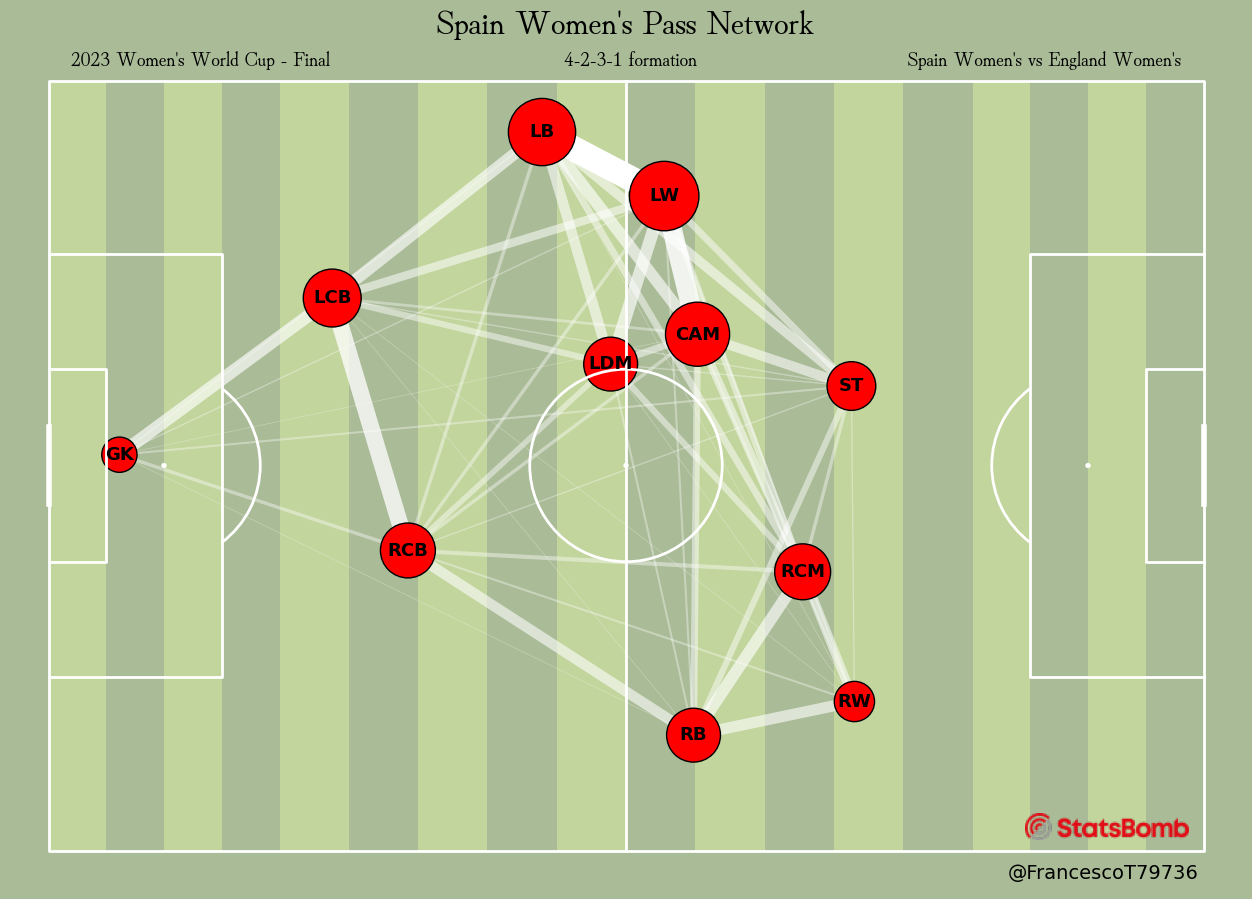 Spain Women's Pass Network
2023 Women's World Cup - Final
4-2-3-1 formation
Spain Women's vs England Women's
LB
LW
LCB
CAM
LDM
ST
GK
RCB
RCM
RW
RB
StatsBomb
@FrancescoT79736